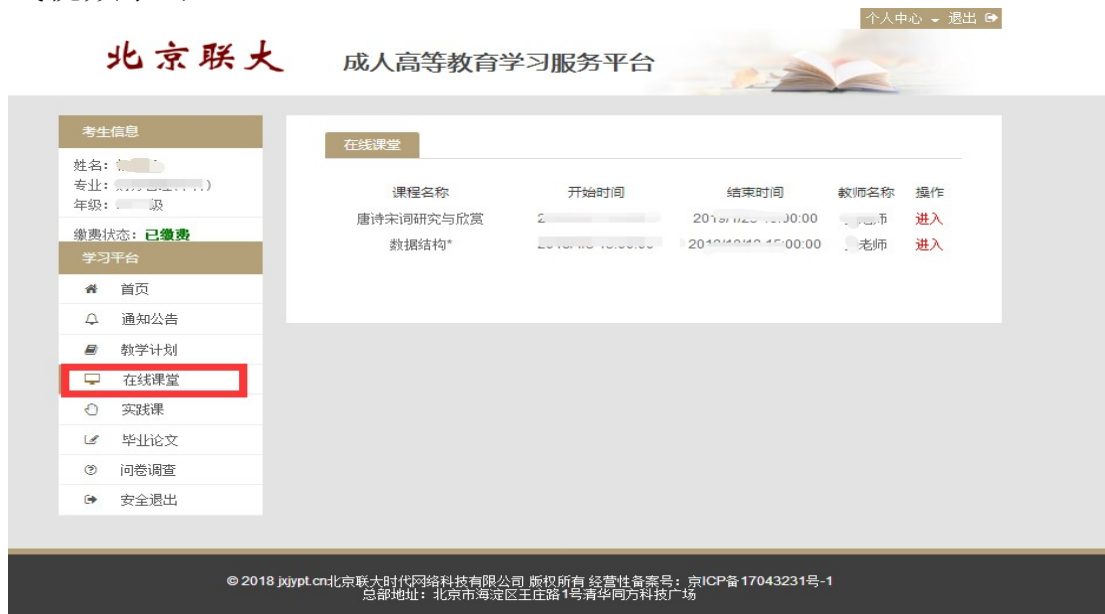 个人中心 退出
北京联大 成人高等教育学习服务平台
考生信息
姓名：
专业：
年级： 级
缴费状态：已缴费
学习平台
首页
通知公告
教学计划
在线课堂
实践课
毕业论文
问卷调查
安全退出
在线课堂
课程名称 开始时间 结束时间 教师名称 操作
唐诗宋词研究与欣赏 进入
数据结构* 老师 进入
© 2018 jxjypt.cn北京联大时代网络科技有限公司 版权所有 经营性备案号：京ICP备17043231号-1
总部地址：北京市海淀区王庄路1号清华同方科技广场